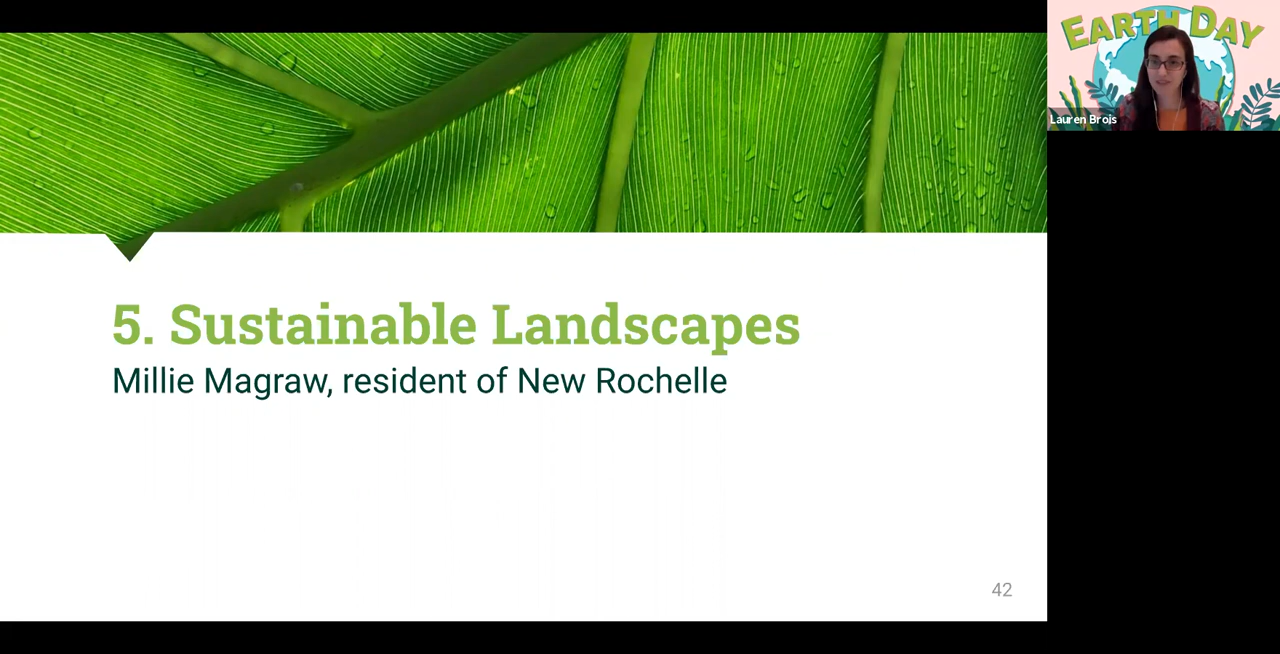 EARTH DAY
Lauren Brois
5. Sustainable Landscapes
Millie Magraw, resident of New Rochelle
42